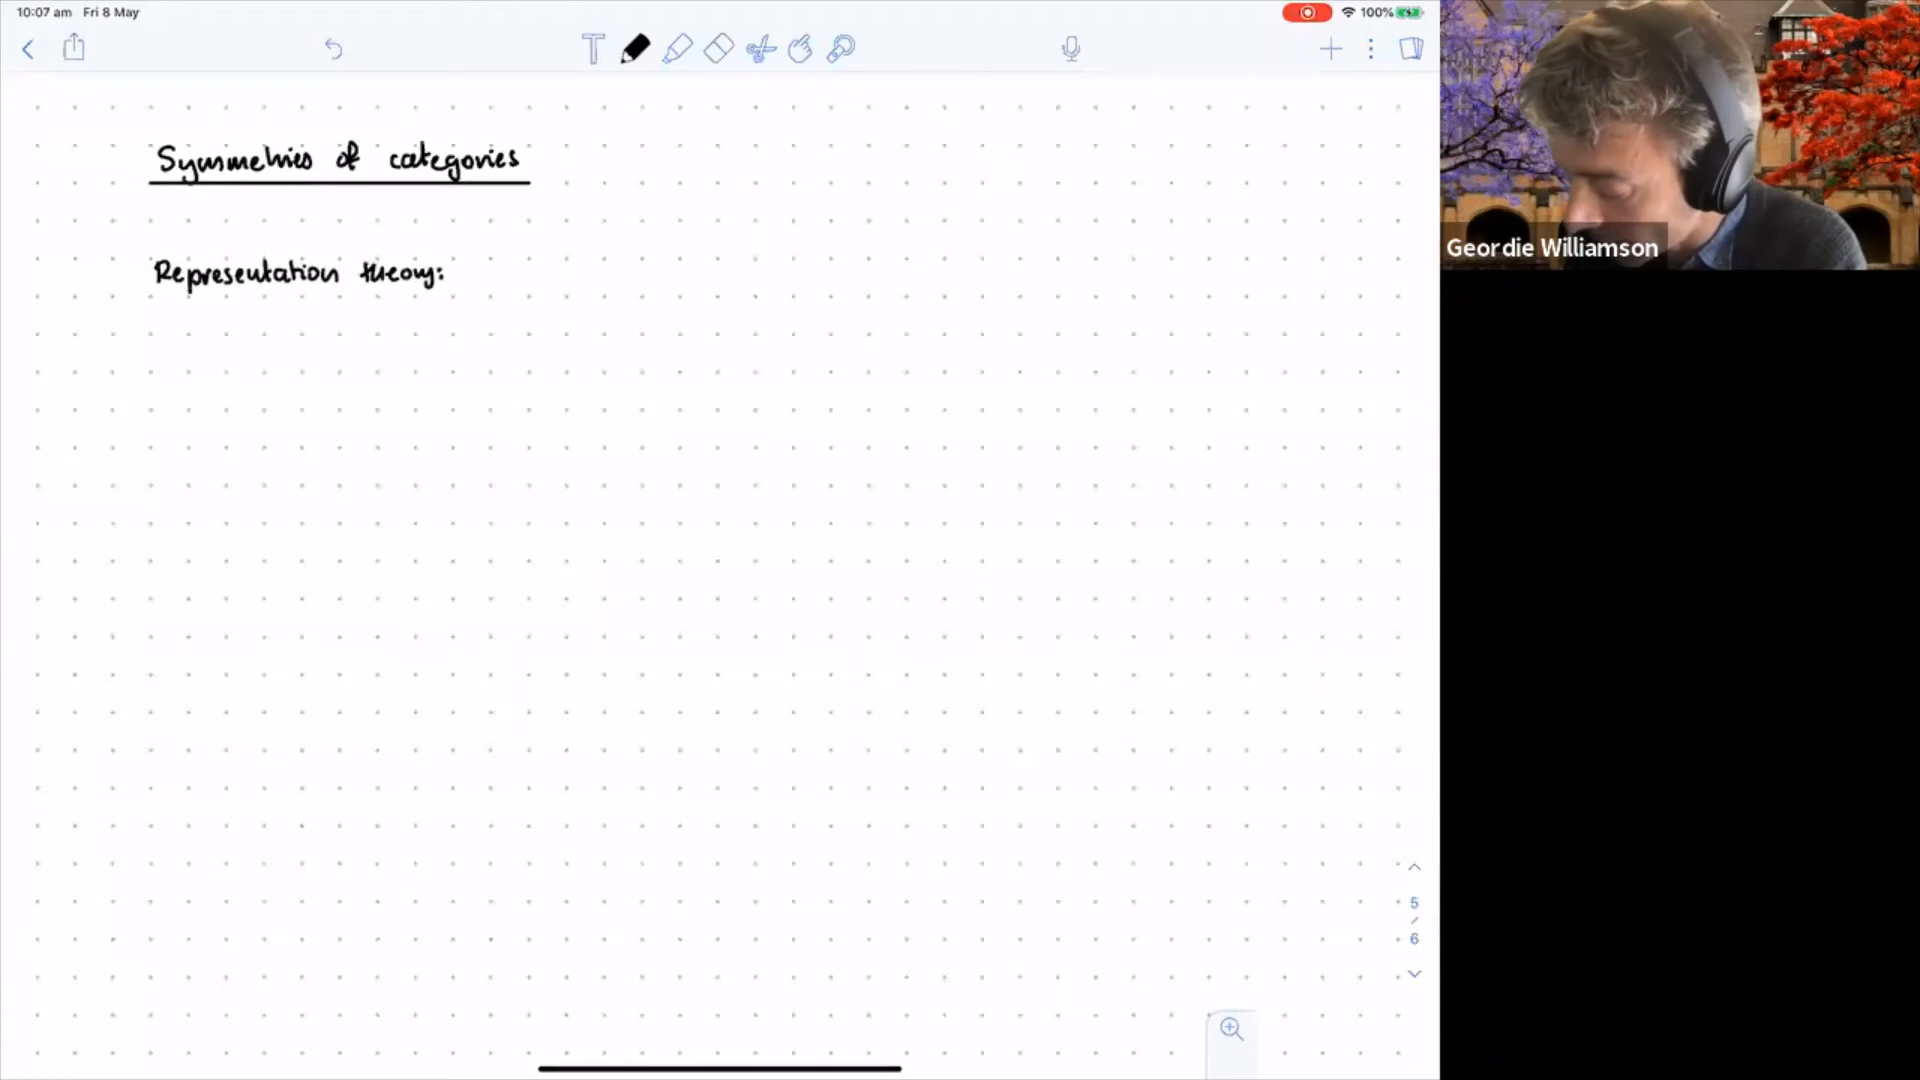 10:07 am Fri 8 May
100%
Symmetries of categories
Representation theory:
Geordie Williamson
5
/
6